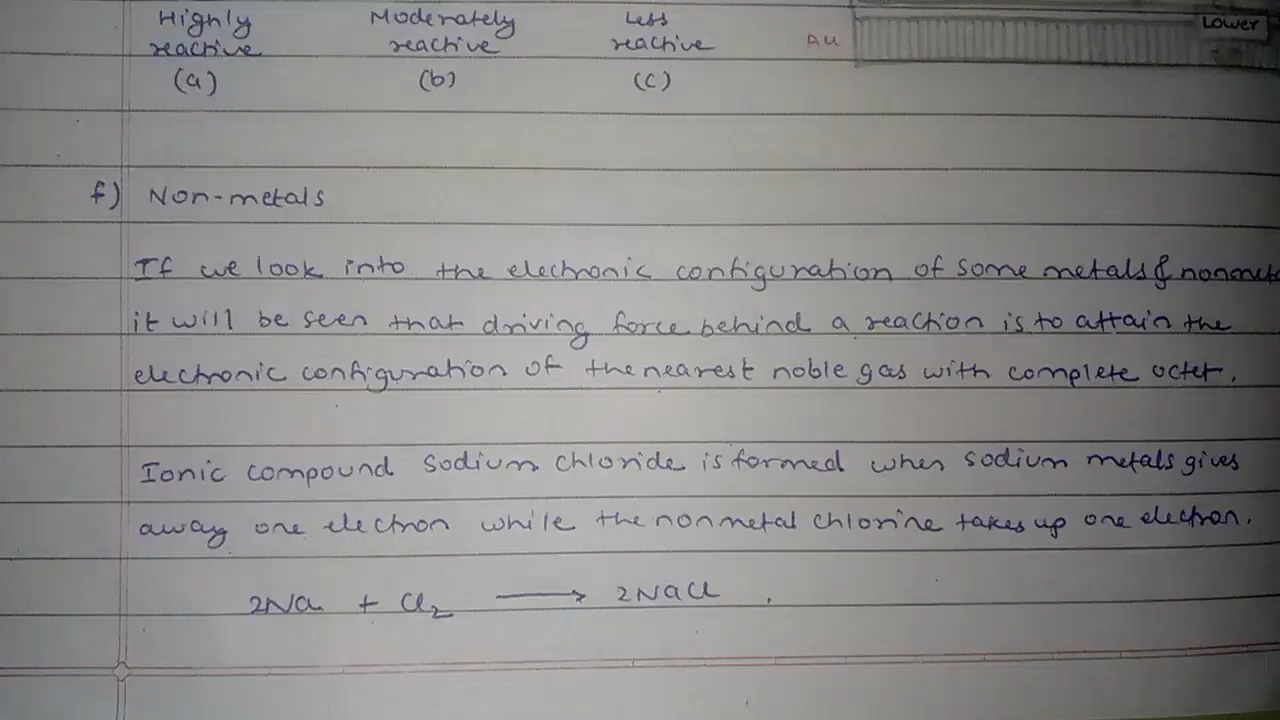 Highly Moderately Less Lower
reactive reactive reactive Au
(a) (b) (c)
f) Non-metals
If we look into the electronic configuration of some metals &
it will be seen that driving force behind a reaction is to attain the
electronic configuration of the nearest noble gas with complete octet.
Ionic compound sodium chloride is formed when sodium metals gives
away one electron while the nonmetal chlorine takes up one electron.
2Na + Cl₂ ⟶ 2NaCl .